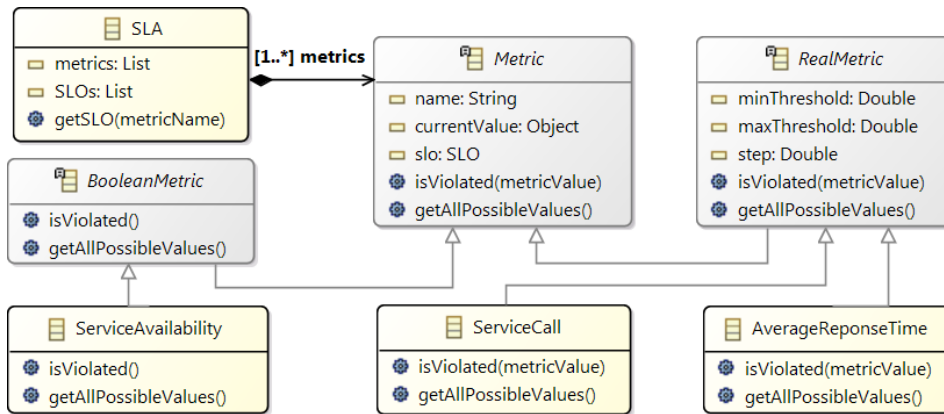 SLA
metrics: List
SLOs: List
getSLO(metricName)
[1..*] metrics
Metric
name: String
currentValue: Object
slo: SLO
isViolated(metricValue)
getAllPossibleValues()
RealMetric
minThreshold: Double
maxThreshold: Double
step: Double
isViolated(metricValue)
getAllPossibleValues()
BooleanMetric
isViolated()
getAllPossibleValues()
ServiceAvailability
isViolated()
getAllPossibleValues()
ServiceCall
isViolated(metricValue)
getAllPossibleValues()
AverageReponseTime
isViolated(metricValue)
getAllPossibleValues()